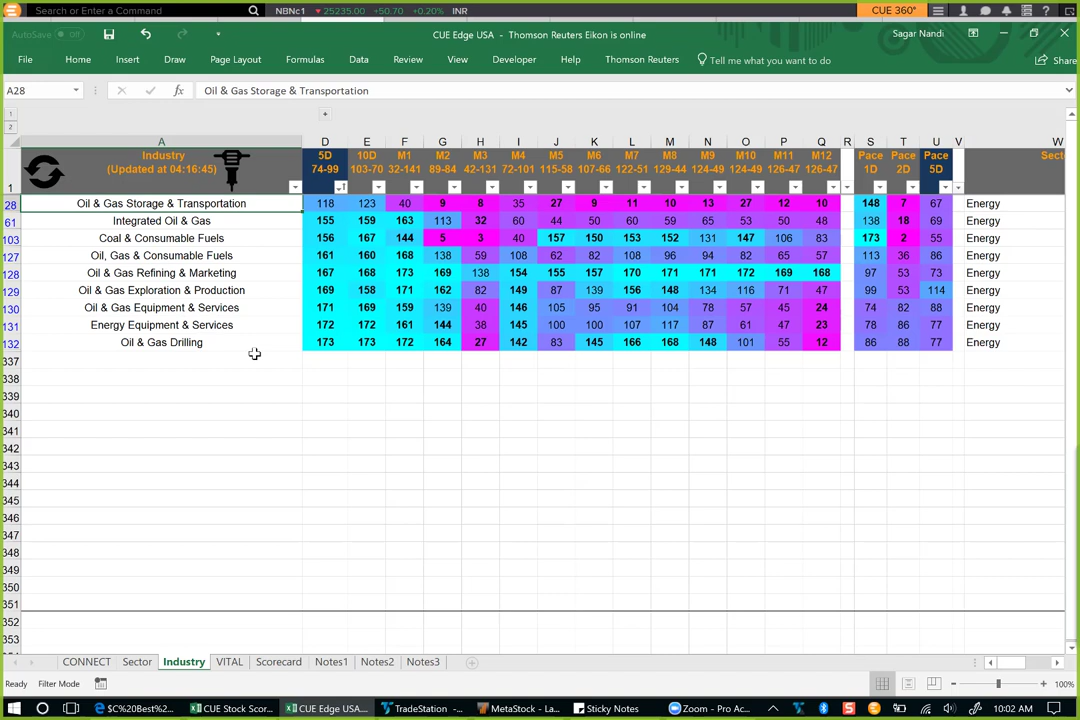 Search or Enter a Command NBNc1 25235.00 +50.70 +0.20% INR CUE 360°
AutoSave Off CUE Edge USA.. - Thomson Reuters Eikon is online Sagar Nandi
File Home Insert Draw Page Layout Formulas Data Review View Developer Help Thomson Reuters Tell me what you want to do Share
A28 fx Oil & Gas Storage & Transportation
1
2
A D E F G H I J K L M N O P Q R S T U V W
Industry 5D 10D M1 M2 M3 M4 M5 M6 M7 M8 M9 M10 M11 M12 Pace Pace Pace Sect
(Updated at 04:16:45) 74-99 103-70 32-141 89-84 42-131 72-101 115-58 107-66 122-51 114-59 124-49 124-49 126-47 126-47 1D 2D 5D
1
28 Oil & Gas Storage & Transportation 118 123 40 9 8 35 27 9 11 10 13 27 12 10 148 7 67 Energy
61 Integrated Oil & Gas 155 159 163 113 32 60 44 50 60 59 65 53 50 48 138 18 69 Energy
103 Coal & Consumable Fuels 156 167 144 5 3 40 157 150 153 152 131 147 106 83 173 2 55 Energy
127 Oil, Gas & Consumable Fuels 161 160 168 138 59 108 62 82 108 96 94 82 65 57 113 36 86 Energy
128 Oil & Gas Refining & Marketing 167 168 173 169 138 154 155 157 170 171 171 172 169 168 97 53 73 Energy
129 Oil & Gas Exploration & Production 169 158 171 162 82 149 87 139 156 148 134 116 71 47 99 53 114 Energy
130 Oil & Gas Equipment & Services 171 169 159 139 40 146 105 95 91 104 78 57 45 24 74 82 88 Energy
131 Energy Equipment & Services 172 172 161 144 38 145 100 100 107 117 87 61 47 23 78 86 77 Energy
132 Oil & Gas Drilling 173 173 172 164 27 142 83 145 166 168 148 101 55 12 86 88 77 Energy
337
338
339
340
341
342
343
344
345
346
347
348
349
350
351
352
353
CONNECT Sector Industry VITAL Scorecard Notes1 Notes2 Notes3
Ready Filter Mode 100%
$C%20Best%2... CUE Stock Scor... CUE Edge USA.... TradeStation -... MetaStock - La... Sticky Notes Zoom - Pro Ac... 10:02 AM